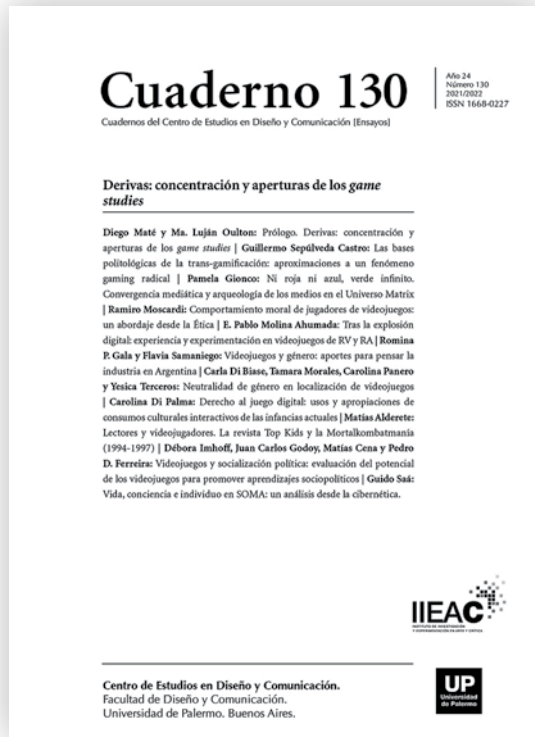 Cuaderno 130
Cuadernos del Centro de Estudios en Diseño y Comunicación [Ensayos]
Año 24
Número 130
2021/2022
ISSN 1668-0227
Derivas: concentración y aperturas de los game
studies
Diego Maté y Ma. Luján Oulton: Prólogo. Derivas: concentración y
aperturas de los game studies | Guillermo Sepúlveda Castro: Las bases
politológicas de la trans-gamificación: aproximaciones a un fenómeno
gaming radical | Pamela Gionco: Ni roja ni azul, verde infinito.
Convergencia mediática y arqueología de los medios en el Universo Matrix
| Ramiro Moscardi: Comportamiento moral de jugadores de videojuegos:
un abordaje desde la Ética | E. Pablo Molina Ahumada: Tras la explosión
digital: experiencia y experimentación en videojuegos de RV y RA | Romina
P. Gala y Flavia Samaniego: Videojuegos y género: aportes para pensar la
industria en Argentina | Carla Di Biase, Tamara Morales, Carolina Panero
y Yesica Terceros: Neutralidad de género en localización de videojuegos
| Carolina Di Palma: Derecho al juego digital: usos y apropiaciones de
consumos culturales interactivos de las infancias actuales | Matías Alderete:
Lectores y videojugadores. La revista Top Kids y la Mortalkombatmanía
(1994-1997) | Débora Imhoff, Juan Carlos Godoy, Matías Cena y Pedro
D. Ferreira: Videojuegos y socialización política: evaluación del potencial
de los videojuegos para promover aprendizajes sociopolíticos | Guido Saá:
Vida, conciencia e individuo en SOMA: un análisis desde la cibernética.
IIEAC
INSTITUTO DE INVESTIGACIÓN
Y EXPERIMENTACIÓN EN ARTE Y CRÍTICA
Centro de Estudios en Diseño y Comunicación.
Facultad de Diseño y Comunicación.
Universidad de Palermo. Buenos Aires.
UP
Universidad
de Palermo